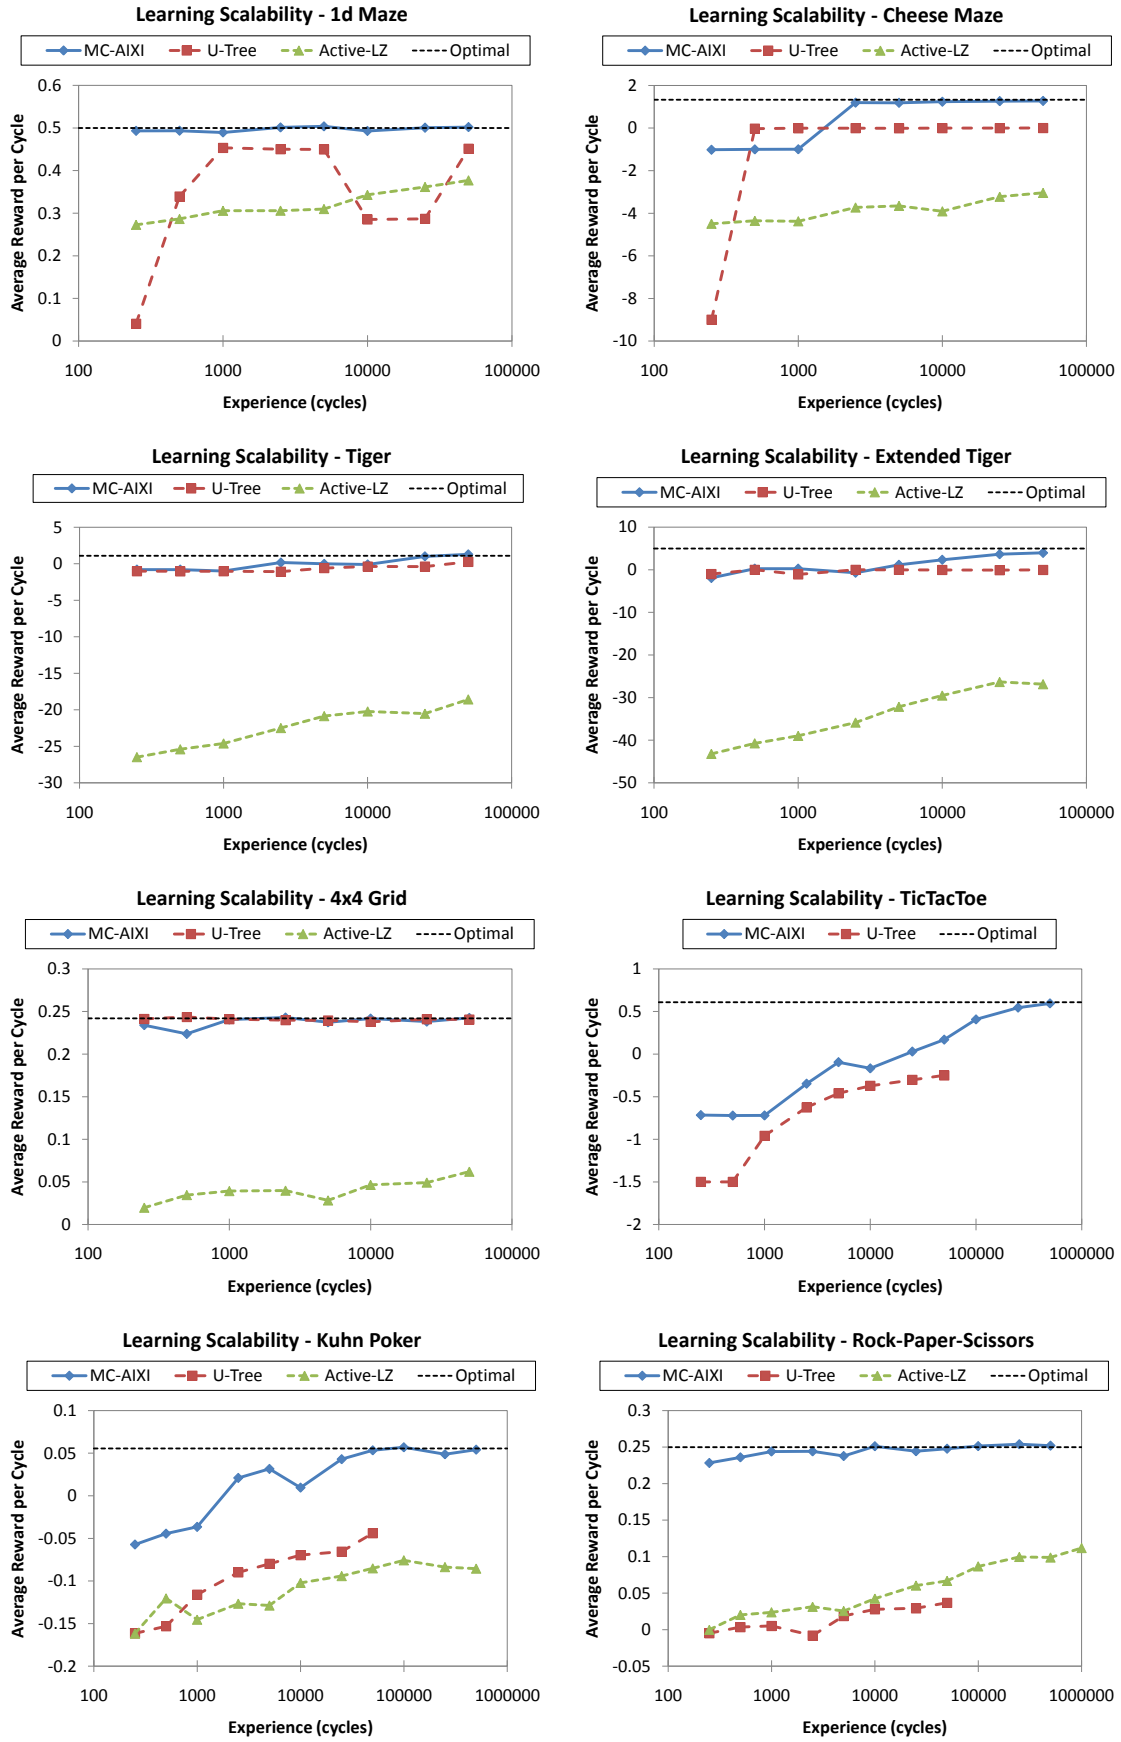 Learning Scalability - 1d Maze
MC-AIXI U-Tree Active-LZ Optimal
Average Reward per Cycle
0.6
0.5
0.4
0.3
0.2
0.1
0
100 1000 10000 100000
Experience (cycles)
Learning Scalability - Cheese Maze
MC-AIXI U-Tree Active-LZ Optimal
Average Reward per Cycle
2
0
-2
-4
-6
-8
-10
100 1000 10000 100000
Experience (cycles)
Learning Scalability - Tiger
MC-AIXI U-Tree Active-LZ Optimal
Average Reward per Cycle
5
0
-5
-10
-15
-20
-25
-30
100 1000 10000 100000
Experience (cycles)
Learning Scalability - Extended Tiger
MC-AIXI U-Tree Active-LZ Optimal
Average Reward per Cycle
10
0
-10
-20
-30
-40
-50
100 1000 10000 100000
Experience (cycles)
Learning Scalability - 4x4 Grid
MC-AIXI U-Tree Active-LZ Optimal
Average Reward per Cycle
0.3
0.25
0.2
0.15
0.1
0.05
0
100 1000 10000 100000
Experience (cycles)
Learning Scalability - TicTacToe
MC-AIXI U-Tree Optimal
Average Reward per Cycle
1
0.5
0
-0.5
-1
-1.5
-2
100 1000 10000 100000 1000000
Experience (cycles)
Learning Scalability - Kuhn Poker
MC-AIXI U-Tree Active-LZ Optimal
Average Reward per Cycle
0.1
0.05
0
-0.05
-0.1
-0.15
-0.2
100 1000 10000 100000 1000000
Experience (cycles)
Learning Scalability - Rock-Paper-Scissors
MC-AIXI U-Tree Active-LZ Optimal
Average Reward per Cycle
0.3
0.25
0.2
0.15
0.1
0.05
0
-0.05
100 1000 10000 100000 1000000
Experience (cycles)